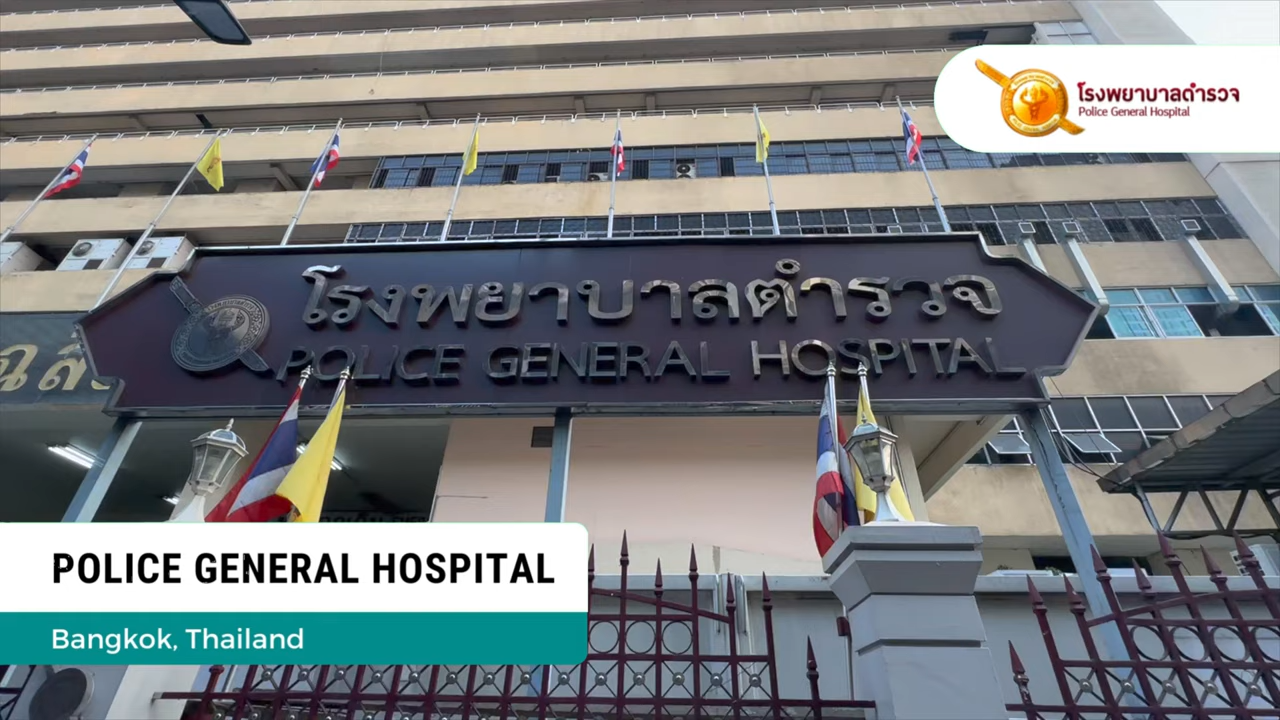 โรงพยาบาลตำรวจ
Police General Hospital
โรงพยาบาลตำรวจ
POLICE GENERAL HOSPITAL
POLICE GENERAL HOSPITAL
Bangkok, Thailand